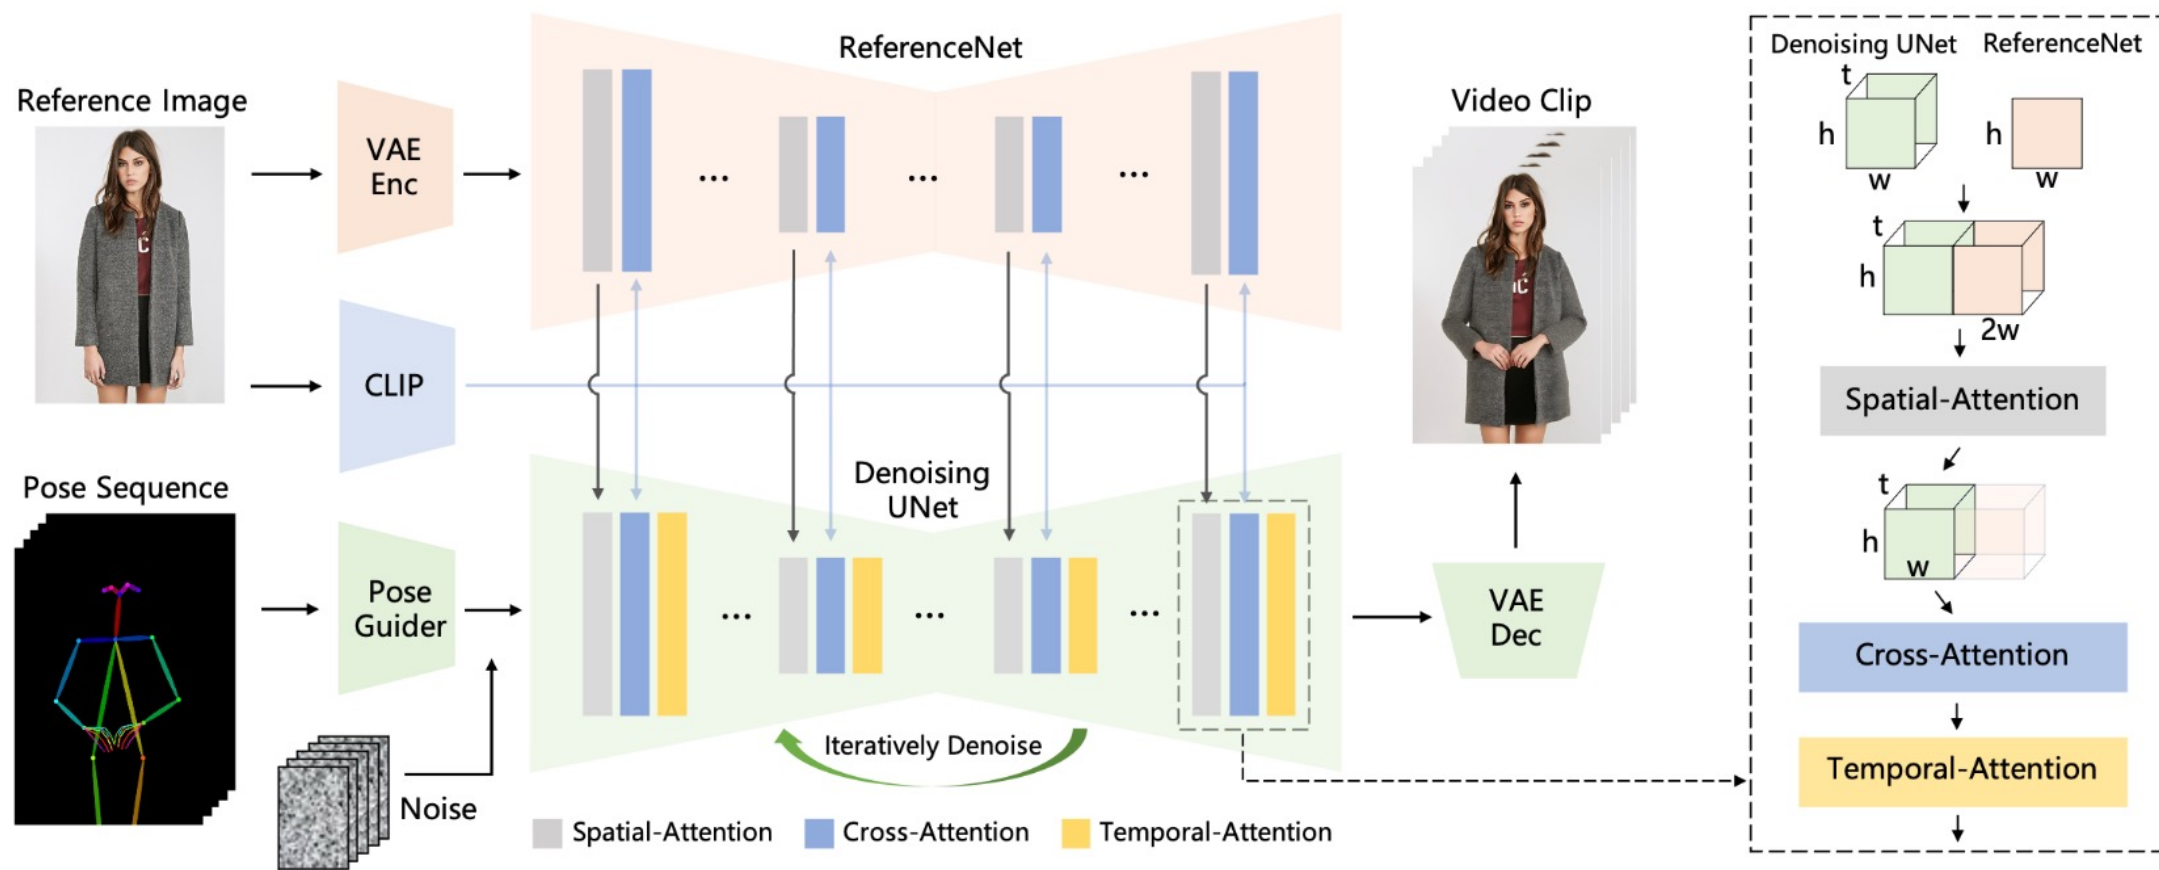 ReferenceNet
Reference Image
VAE
Enc
CLIP
Pose Sequence
Pose
Guider
Noise
Denoising
UNet
Iteratively Denoise
Spatial-Attention
Cross-Attention
Temporal-Attention
Video Clip
VAE
Dec
Denoising UNet
ReferenceNet
t
h
w
h
w
t
h
2w
Spatial-Attention
t
h
w
Cross-Attention
Temporal-Attention